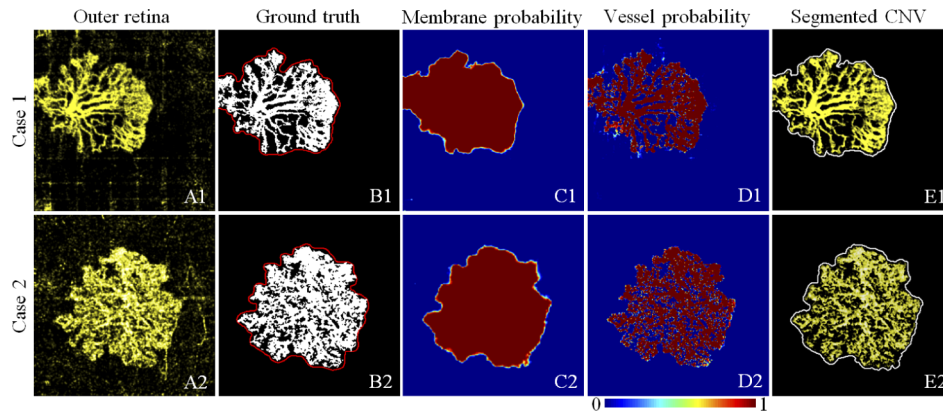 Outer retina Ground truth Membrane probability Vessel probability Segmented CNV
Case 1
A1 B1 C1 D1 E1
Case 2
A2 B2 C2 D2 E2
0 1